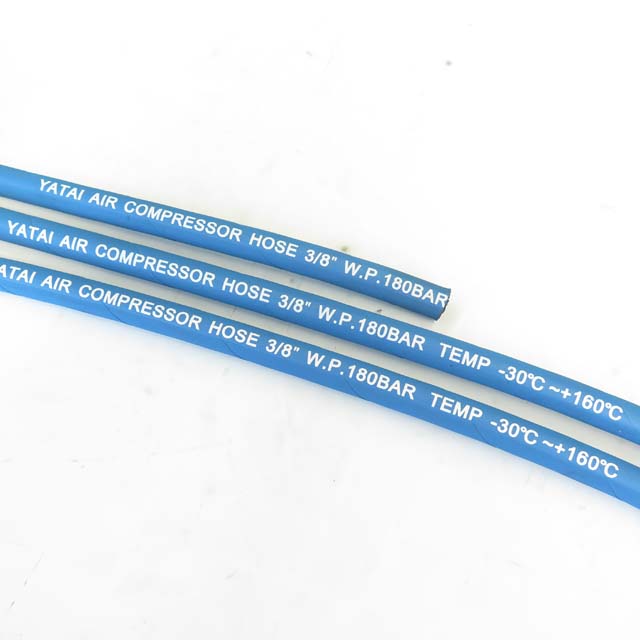 YATAI AIR COMPRESSOR HOSE 3/8" W.P.180BAR
YATAI AIR COMPRESSOR HOSE 3/8" W.P.180BAR TEMP -30℃~+160℃
ATAI AIR COMPRESSOR HOSE 3/8" W.P.180BAR TEMP -30℃~+160℃